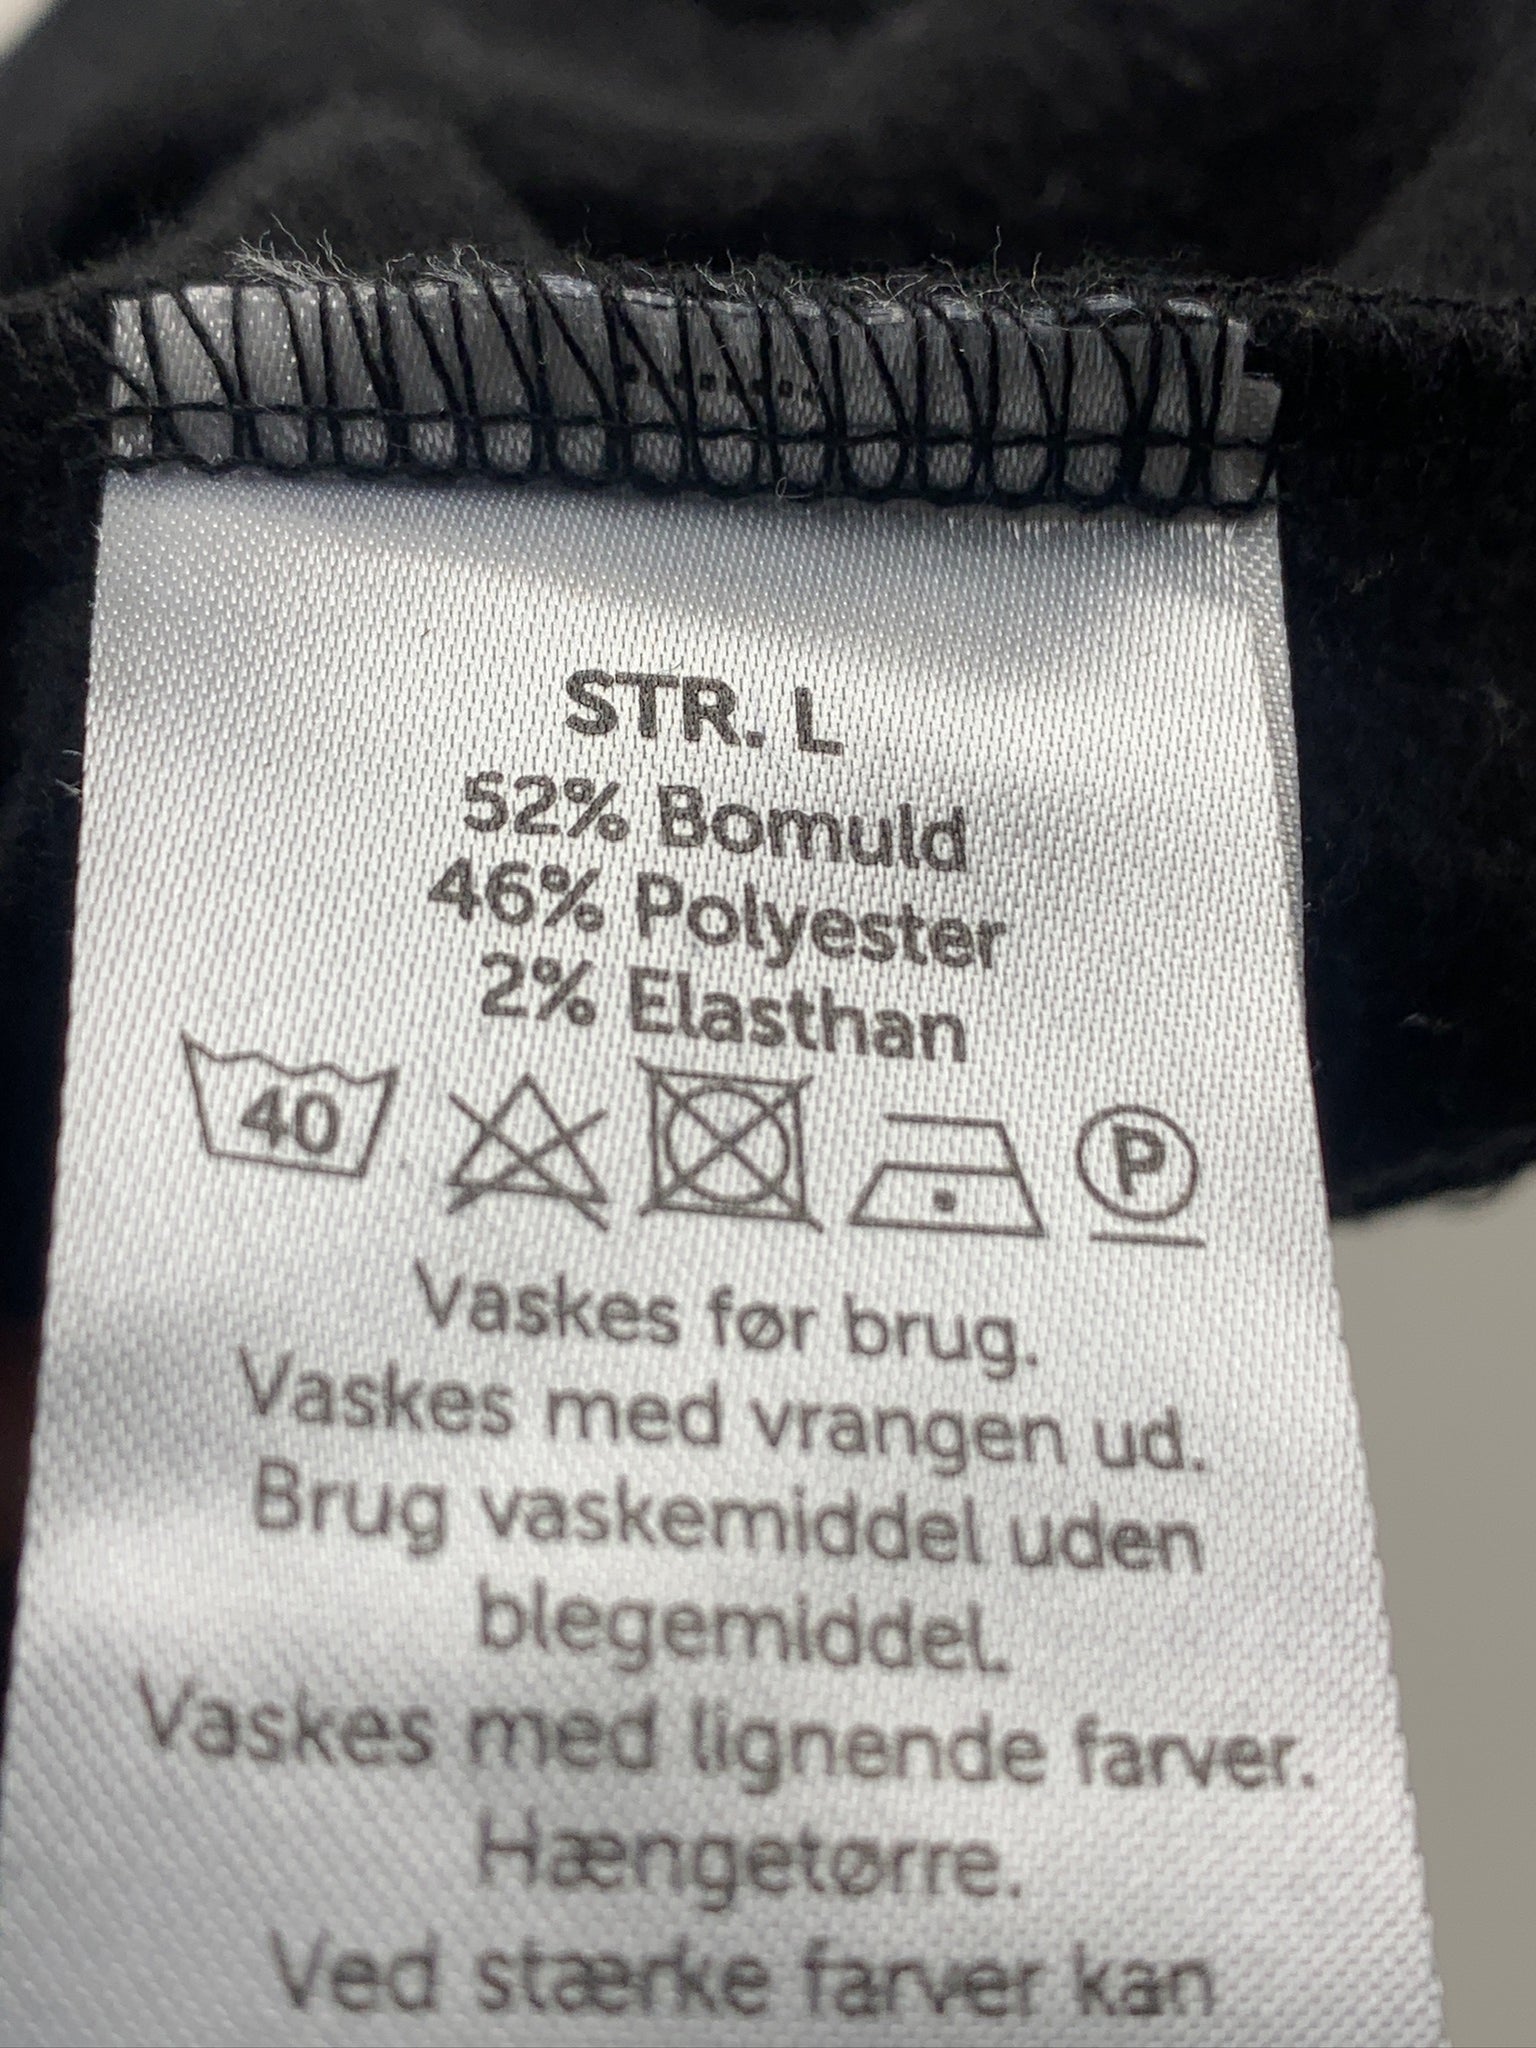 STR. L
52% Bomuld
46% Polyester
2% Elasthan
40 P
Vaskes før brug.
Vaskes med vrangen ud.
Brug vaskemiddel uden
blegemiddel.
Vaskes med lignende farver.
Hængetørre.
Ved stærke farver kan